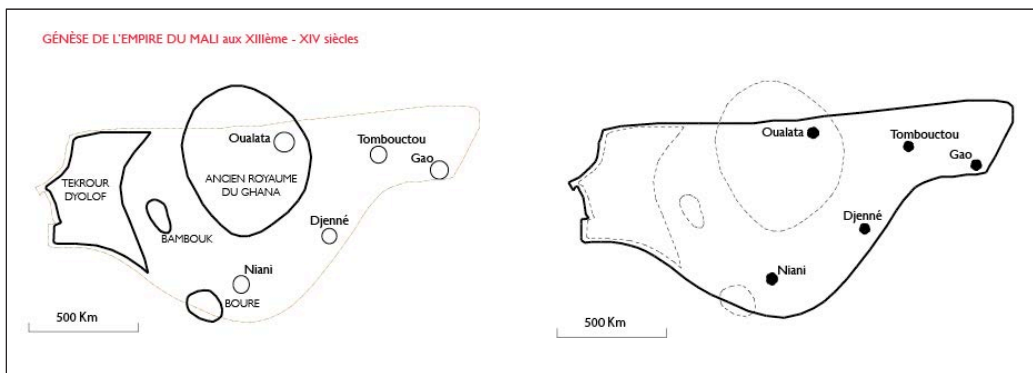 GÉNÈSE DE L'EMPIRE DU MALI aux XIIIème - XIV siècles
Oualata
Tombouctou
Gao
TEKROUR
D'YOLOF
ANCIEN ROYAUME
DU GHANA
BAMBOUK
Djenné
Niani
BOURE
500 Km
Oualata
Tombouctou
Gao
Djenné
Niani
500 Km